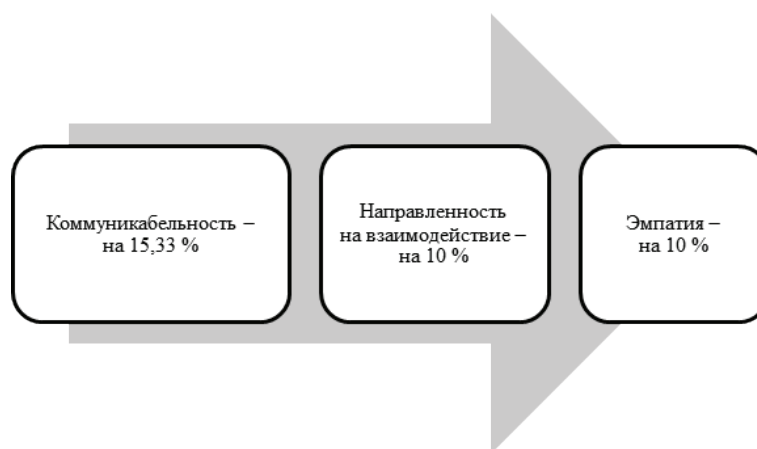 Коммуникабельность –
на 15,33 %
Направленность
на взаимодействие –
на 10 %
Эмпатия –
на 10 %